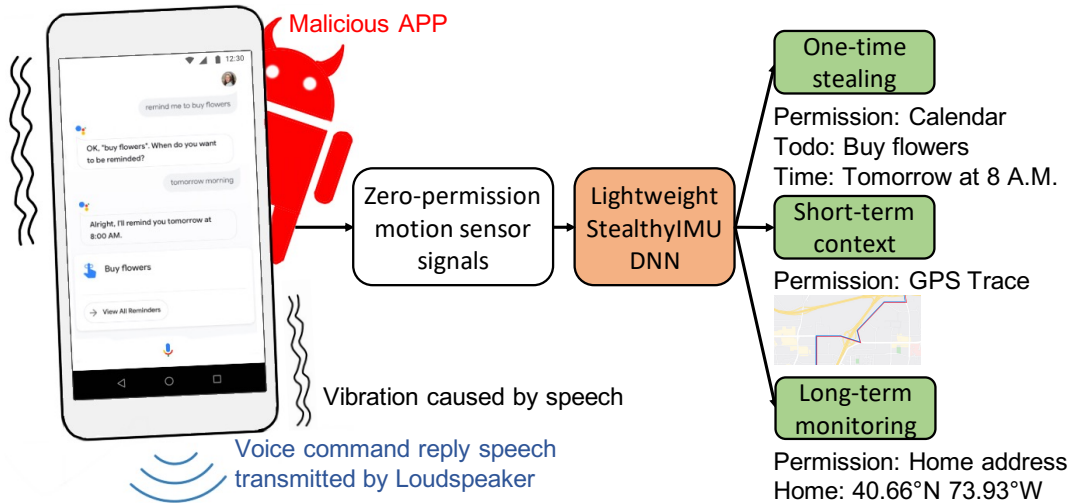 Malicious APP
12:30
remind me to buy flowers
OK, "buy flowers". When do you want
to be reminded?
tomorrow morning
Alright, I'll remind you tomorrow at
8:00 AM.
Buy flowers
View All Reminders
Vibration caused by speech
Voice command reply speech
transmitted by Loudspeaker
Zero-permission
motion sensor
signals
Lightweight
StealthyIMU
DNN
One-time
stealing
Permission: Calendar
Todo: Buy flowers
Time: Tomorrow at 8 A.M.
Short-term
context
Permission: GPS Trace
Long-term
monitoring
Permission: Home address
Home: 40.66°N 73.93°W